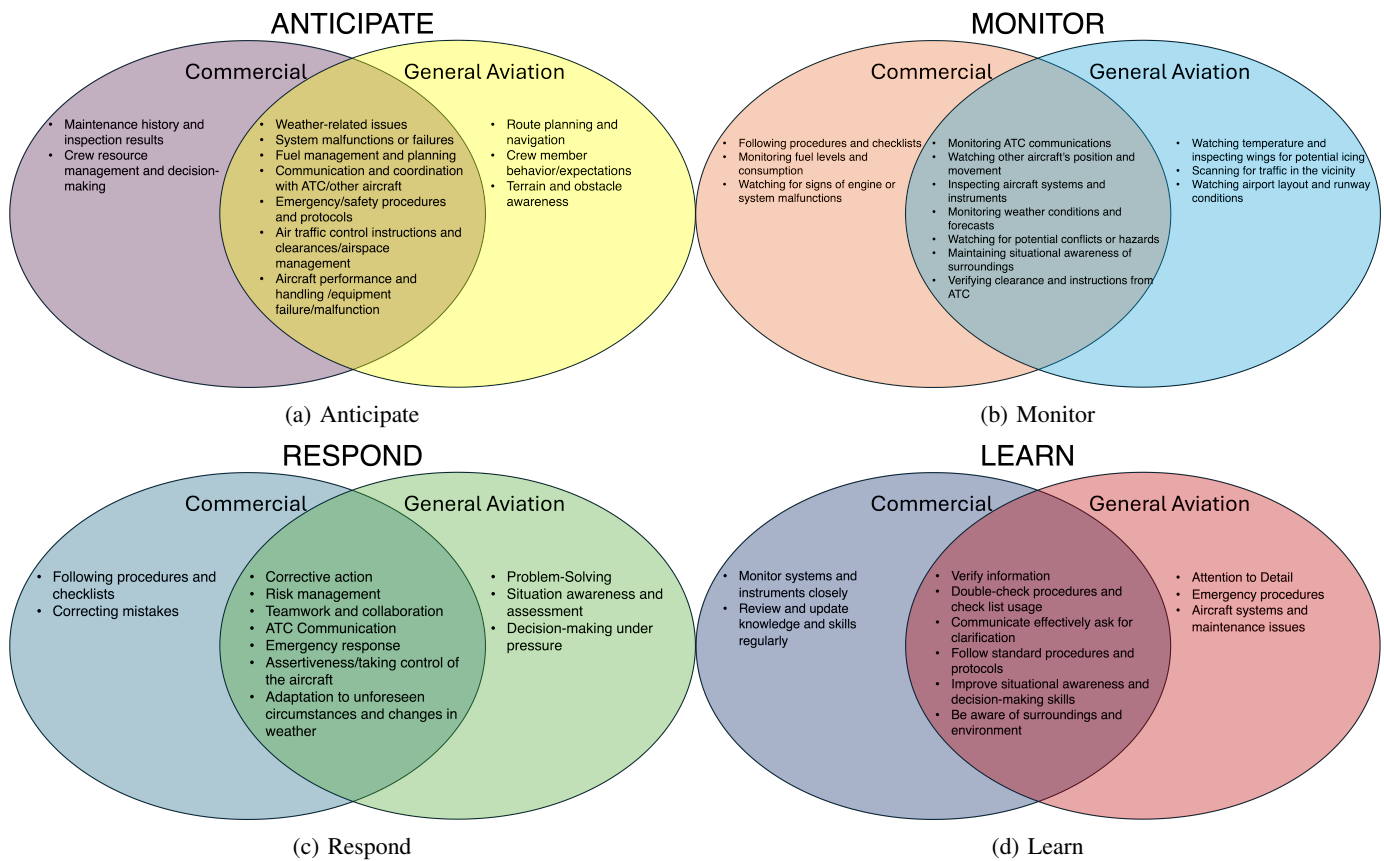 ANTICIPATE
Commercial
General Aviation
• Maintenance history and
inspection results
• Crew resource
management and decision-
making
• Weather-related issues
• System malfunctions or failures
• Fuel management and planning
• Communication and coordination
with ATC/other aircraft
• Emergency/safety procedures
and protocols
• Air traffic control instructions and
clearances/airspace
management
• Aircraft performance and
handling /equipment
failure/malfunction
• Route planning and
navigation
• Crew member
behavior/expectations
• Terrain and obstacle
awareness
(a) Anticipate
MONITOR
Commercial
General Aviation
• Following procedures and checklists
• Monitoring fuel levels and
consumption
• Watching for signs of engine or
system malfunctions
• Monitoring ATC communications
• Watching other aircraft's position and
movement
• Inspecting aircraft systems and
instruments
• Monitoring weather conditions and
forecasts
• Watching for potential conflicts or hazards
• Maintaining situational awareness of
surroundings
• Verifying clearance and instructions from
ATC
• Watching temperature and
inspecting wings for potential icing
• Scanning for traffic in the vicinity
• Watching airport layout and runway
conditions
(b) Monitor
RESPOND
Commercial
General Aviation
• Following procedures and
checklists
• Correcting mistakes
• Corrective action
• Risk management
• Teamwork and collaboration
• ATC Communication
• Emergency response
• Assertiveness/taking control of
the aircraft
• Adaptation to unforeseen
circumstances and changes in
weather
• Problem-Solving
• Situation awareness and
assessment
• Decision-making under
pressure
(c) Respond
LEARN
Commercial
General Aviation
• Monitor systems and
instruments closely
• Review and update
knowledge and skills
regularly
• Verify information
• Double-check procedures and
check list usage
• Communicate effectively ask for
clarification
• Follow standard procedures and
protocols
• Improve situational awareness and
decision-making skills
• Be aware of surroundings and
environment
• Attention to Detail
• Emergency procedures
• Aircraft systems and
maintenance issues
(d) Learn